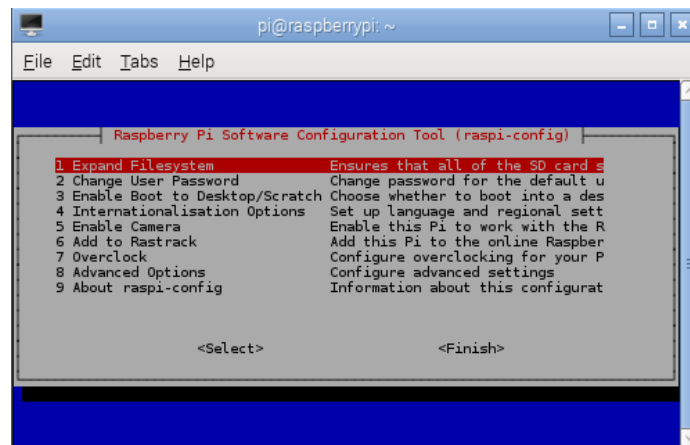 pi@raspberrypi: ~
File Edit Tabs Help
Raspberry Pi Software Configuration Tool (raspi-config)
1 Expand Filesystem Ensures that all of the SD card s
2 Change User Password Change password for the default u
3 Enable Boot to Desktop/Scratch Choose whether to boot into a des
4 Internationalisation Options Set up language and regional sett
5 Enable Camera Enable this Pi to work with the R
6 Add to Rastrack Add this Pi to the online Raspber
7 Overclock Configure overclocking for your P
8 Advanced Options Configure advanced settings
9 About raspi-config Information about this configurat
<Select> <Finish>